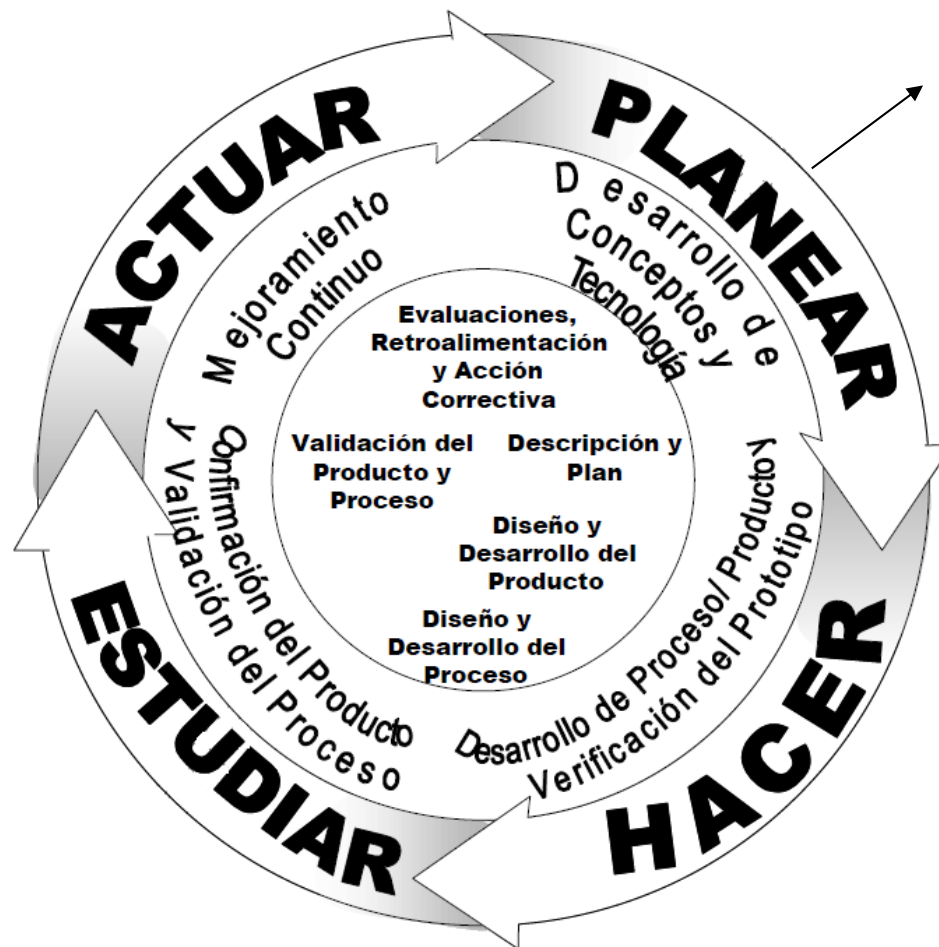 ACTUAR
PLANEAR
HACER
ESTUDIAR
Mejoramiento
Continuo
Desarrollo de
Conceptos y
Tecnología
Desarrollo de Proceso/ Producto y
Verificación del Prototipo
Confirmación del Producto
y Validación del Proceso
Evaluaciones,
Retroalimentación
y Acción
Correctiva
Validación del
Producto y
Proceso
Descripción y
Plan
Diseño y
Desarrollo del
Producto
Diseño y
Desarrollo del
Proceso